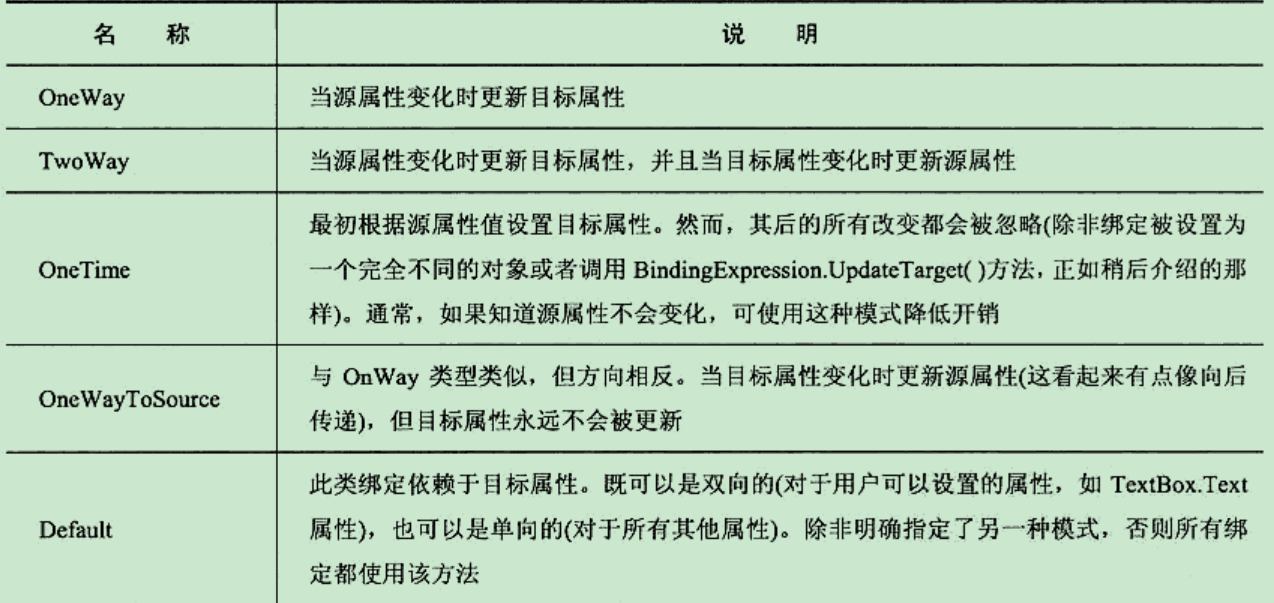 名 称 说 明
OneWay 当源属性变化时更新目标属性
TwoWay 当源属性变化时更新目标属性，并且当目标属性变化时更新源属性
最初根据源属性值设置目标属性。然而，其后的所有改变都会被忽略(除非绑定被设置为
OneTime 一个完全不同的对象或者调用 BindingExpression.UpdateTarget( )方法，正如稍后介绍的那
样)。通常，如果知道源属性不会变化，可使用这种模式降低开销
OneWayToSource 与 OnWay 类型类似，但方向相反。当目标属性变化时更新源属性(这看起来有点像向后
传递)，但目标属性永远不会被更新
此类绑定依赖于目标属性。既可以是双向的(对于用户可以设置的属性，如 TextBox.Text
Default 属性)，也可以是单向的(对于所有其他属性)。除非明确指定了另一种模式，否则所有绑
定都使用该方法